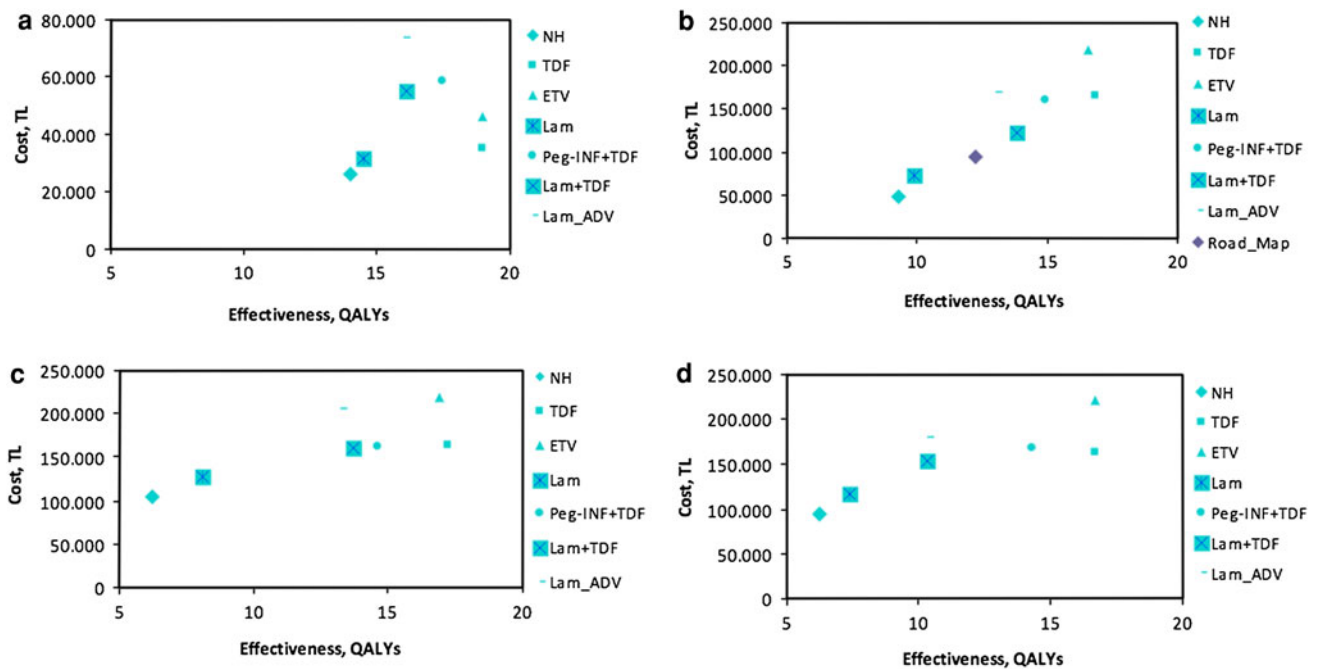 a
Cost, TL
80.000
60.000
40.000
20.000
0
5
10
15
20
Effectiveness, QALYs
NH
TDF
ETV
Lam
Peg-INF+TDF
Lam+TDF
Lam_ADV
b
Cost, TL
250.000
200.000
150.000
100.000
50.000
0
5
10
15
20
Effectiveness, QALYs
NH
TDF
ETV
Lam
Peg-INF+TDF
Lam+TDF
Lam_ADV
Road_Map
c
Cost, TL
250.000
200.000
150.000
100.000
50.000
0
5
10
15
20
Effectiveness, QALYs
NH
TDF
ETV
Lam
Peg-INF+TDF
Lam+TDF
Lam_ADV
d
Cost, TL
250.000
200.000
150.000
100.000
50.000
0
5
10
15
20
Effectiveness, QALYs
NH
TDF
ETV
Lam
Peg-INF+TDF
Lam+TDF
Lam_ADV